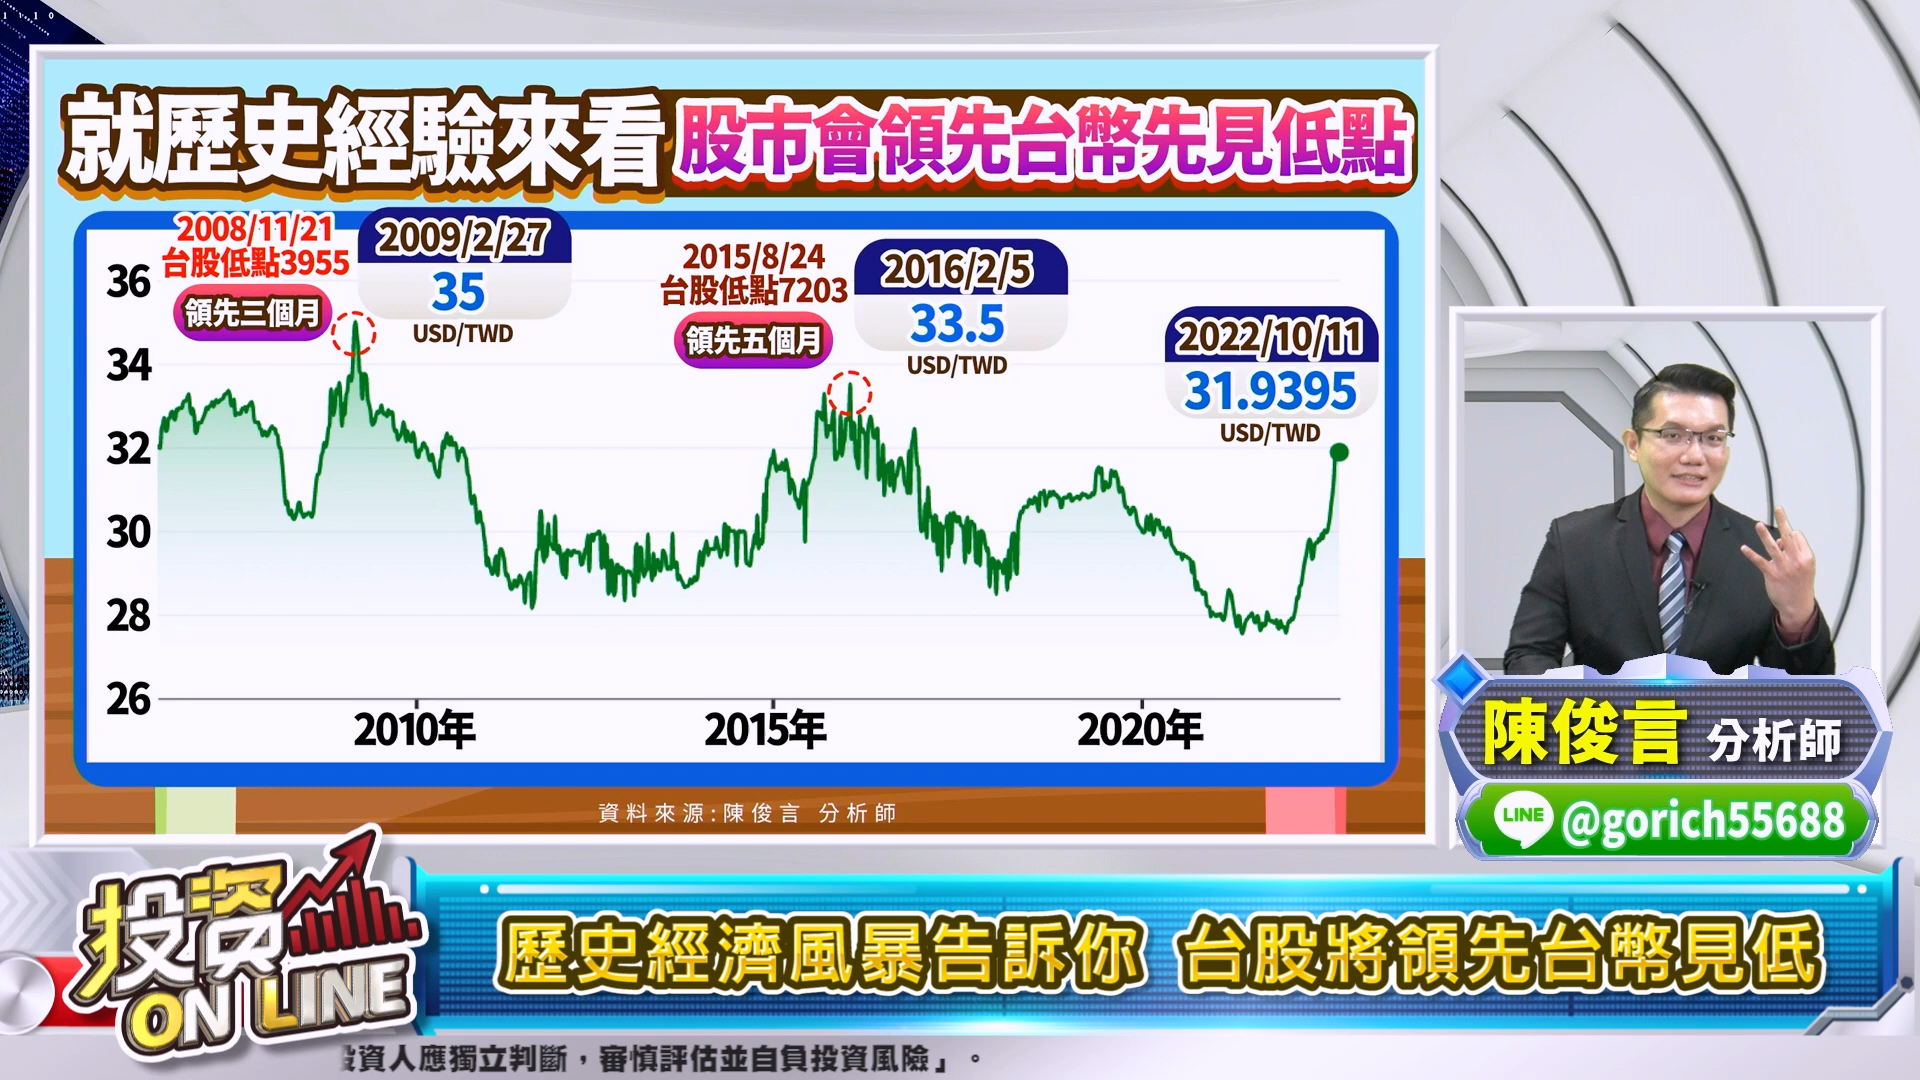 就歷史經驗來看 股市會領先台幣先見低點
2008/11/21
台股低點3955
領先三個月
2009/2/27
35
USD/TWD
2015/8/24
台股低點7203
領先五個月
2016/2/5
33.5
USD/TWD
2022/10/11
31.9395
USD/TWD
36
34
32
30
28
26
2010年
2015年
2020年
資料來源:陳俊言 分析師
陳俊言 分析師
LINE @gorich55688
投資
ON LINE
歷史經濟風暴告訴你 台股將領先台幣見低
投資人應獨立判斷，審慎評估並自負投資風險」。